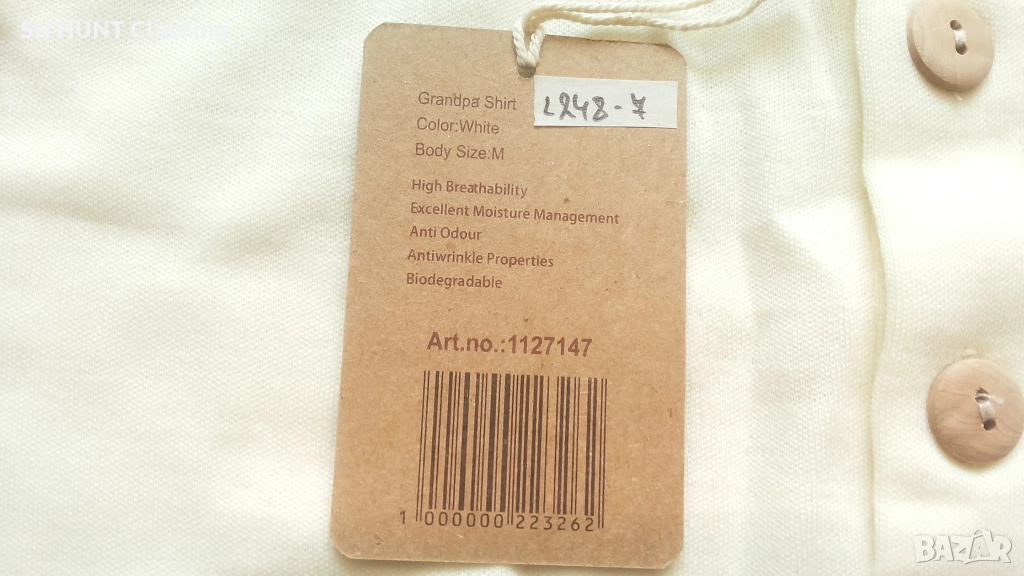 HUNT
Grandpa Shirt
L248-7
Color:White
Body Size:M
High Breathability
Excellent Moisture Management
Anti Odour
Antiwrinkle Properties
Biodegradable
Art.no.:1127147
1 000000 223262
BAZAR